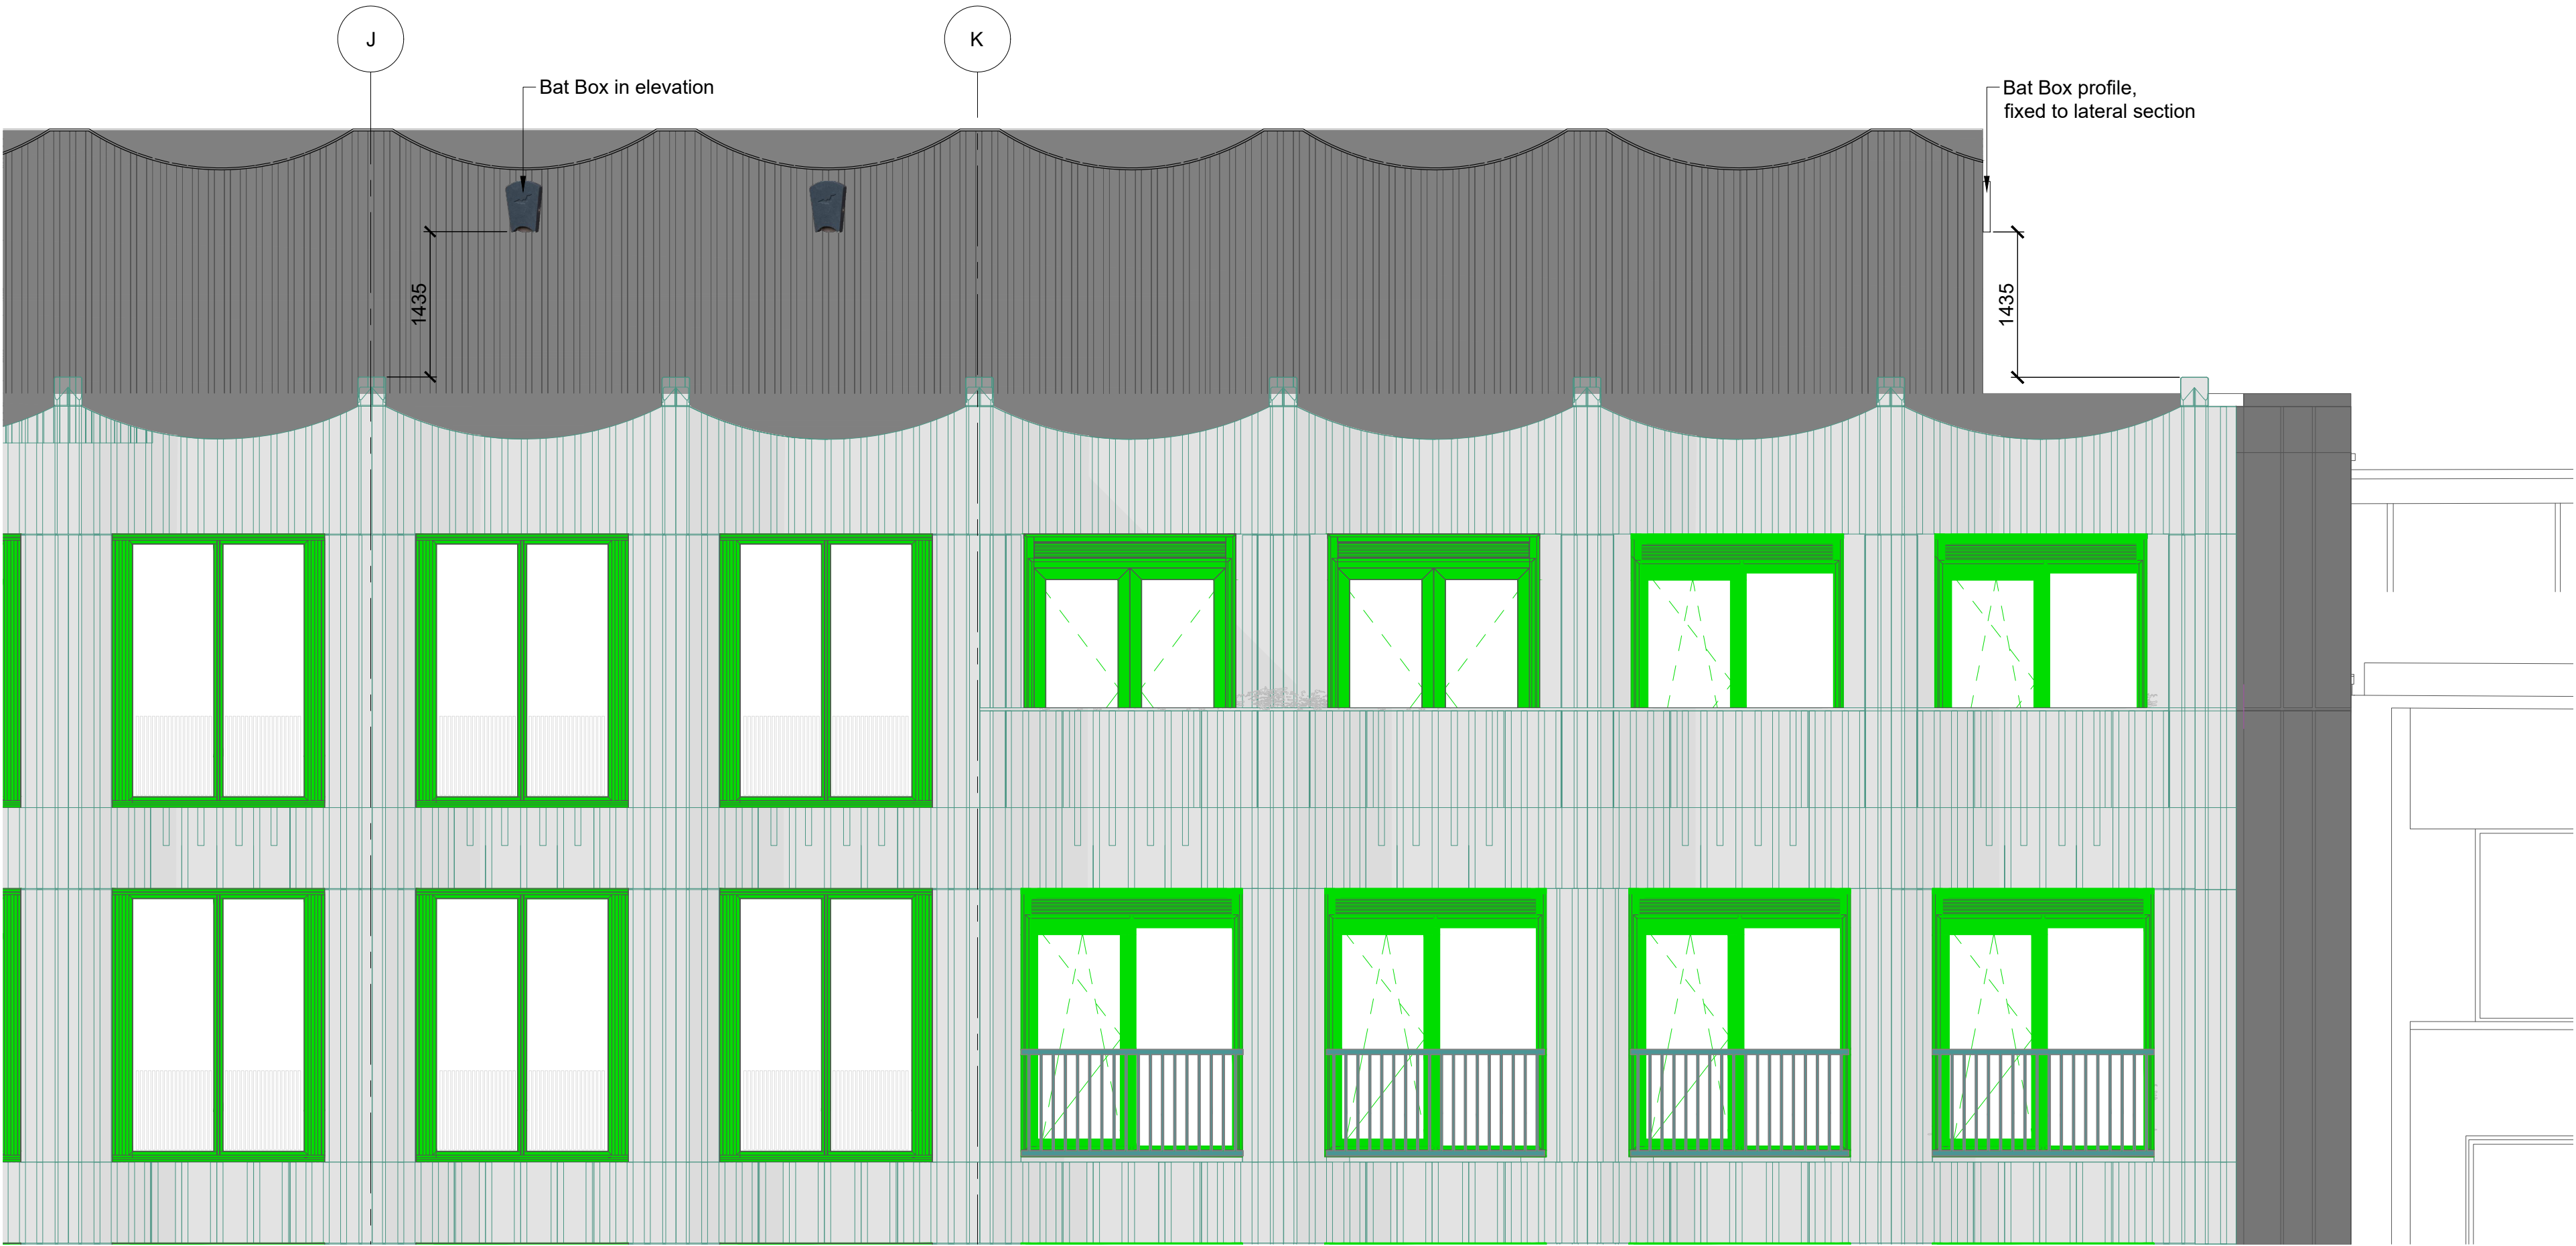 J
K
Bat Box in elevation
Bat Box profile,
fixed to lateral section
1435
1435